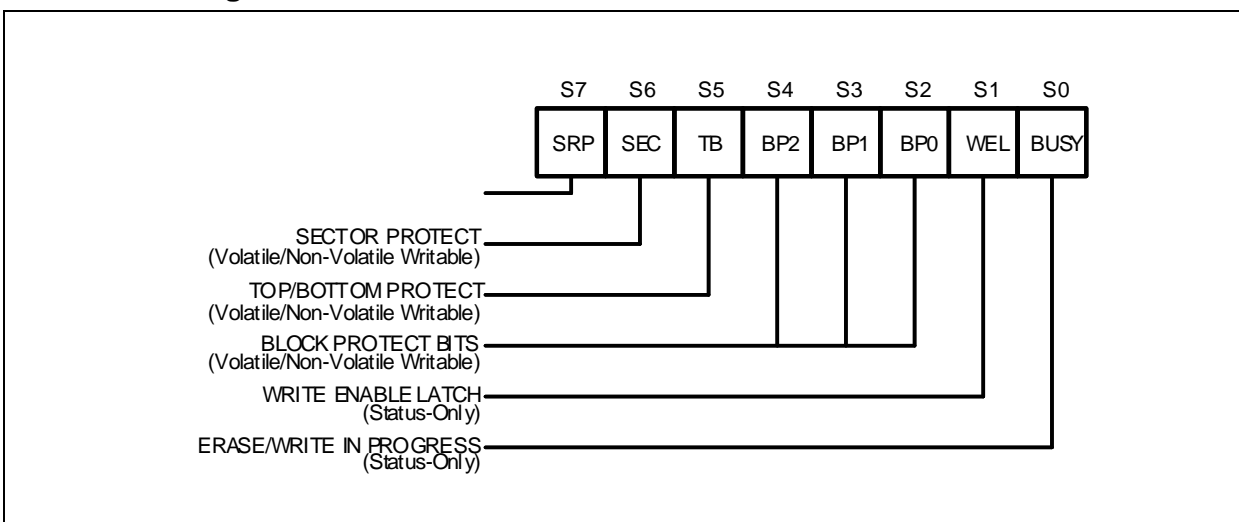 S7 S6 S5 S4 S3 S2 S1 S0
SRP SEC TB BP2 BP1 BP0 WEL BUSY
SECTOR PROTECT
(Volatile/Non-Volatile Writable)
TOP/BOTTOM PROTECT
(Volatile/Non-Volatile Writable)
BLOCK PROTECT BITS
(Volatile/Non-Volatile Writable)
WRITE ENABLE LATCH
(Status-Only)
ERASE/WRITE IN PROGRESS
(Status-Only)